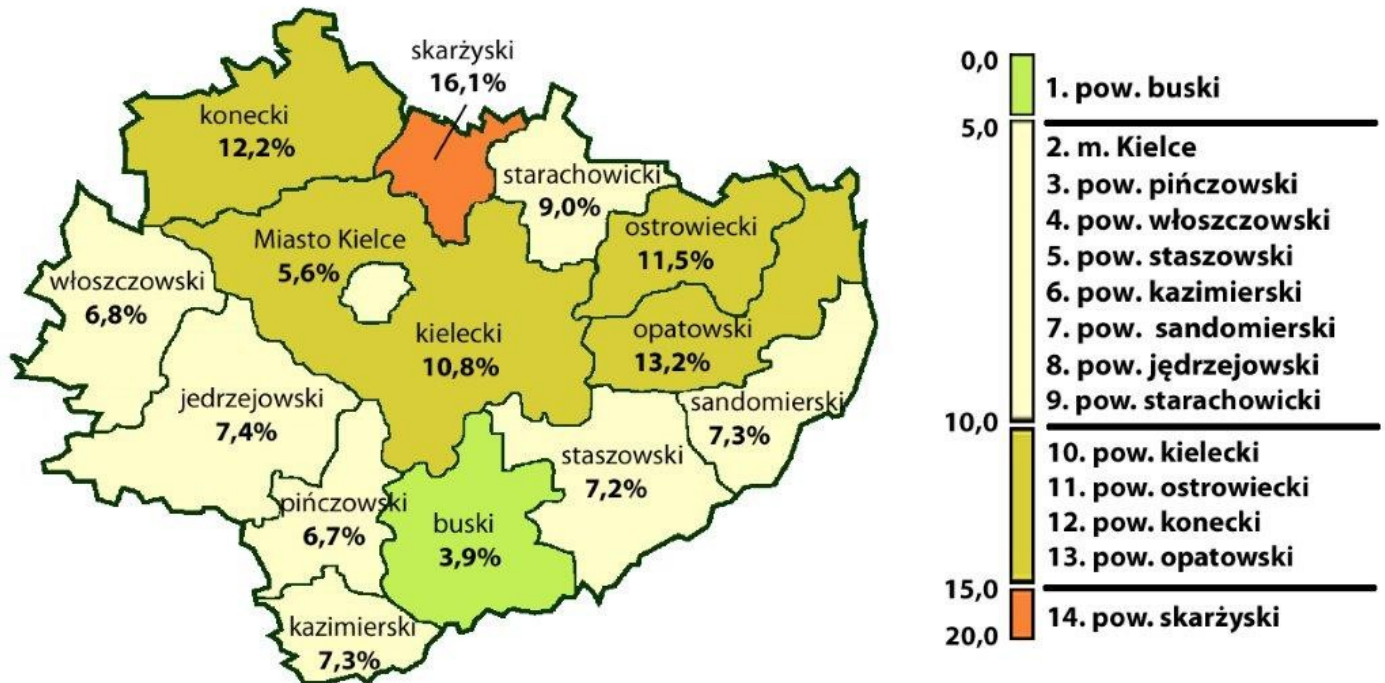 skarżyski
16,1%
konecki
12,2%
starachowicki
9,0%
ostrowiecki
11,5%
Miasto Kielce
5,6%
włoszczowski
6,8%
kielecki
10,8%
opatowski
13,2%
jedrzejowski
7,4%
sandomierski
7,3%
staszowski
7,2%
pińczowski
6,7%
buski
3,9%
kazimierski
7,3%
0,0
1. pow. buski
5,0
2. m. Kielce
3. pow. pińczowski
4. pow. włoszczowski
5. pow. staszowski
6. pow. kazimierski
7. pow. sandomierski
8. pow. jędrzejowski
9. pow. starachowicki
10,0
10. pow. kielecki
11. pow. ostrowiecki
12. pow. konecki
13. pow. opatowski
15,0
14. pow. skarżyski
20,0